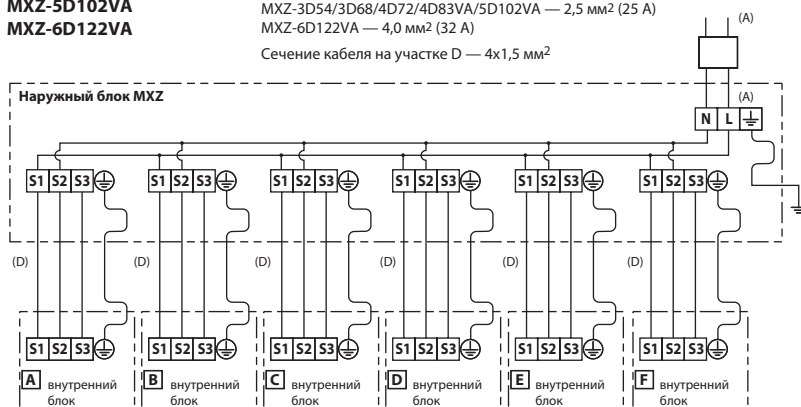 MXZ-5D102VA
MXZ-6D122VA
MXZ-3D54/3D68/4D72/4D83VA/5D102VA — 2,5 мм2 (25 А)
MXZ-6D122VA — 4,0 мм2 (32 А)
Сечение кабеля на участке D — 4х1,5 мм2
(A)
Наружный блок MXZ
(A)
N L
S1 S2 S3 S1 S2 S3 S1 S2 S3 S1 S2 S3 S1 S2 S3 S1 S2 S3
(D) (D) (D) (D) (D) (D)
S1 S2 S3 S1 S2 S3 S1 S2 S3 S1 S2 S3 S1 S2 S3 S1 S2 S3
A внутренний блок
B внутренний блок
C внутренний блок
D внутренний блок
E внутренний блок
F внутренний блок